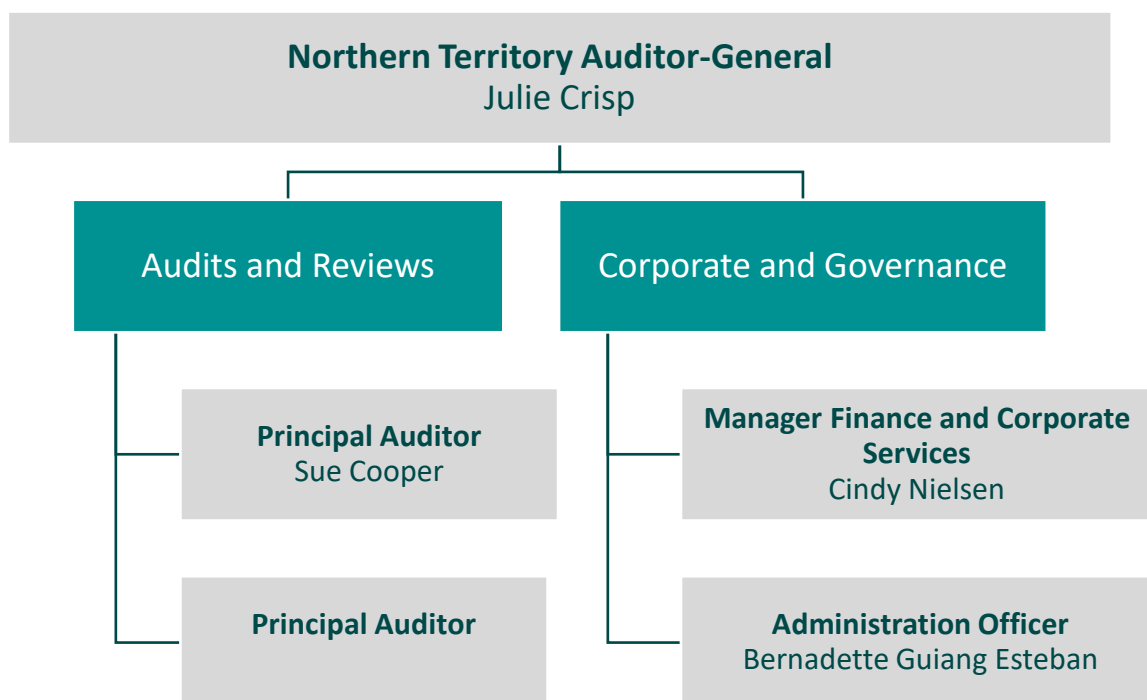 Northern Territory Auditor-General
Julie Crisp
Audits and Reviews
Corporate and Governance
Principal Auditor
Sue Cooper
Manager Finance and Corporate
Services
Cindy Nielsen
Principal Auditor
Administration Officer
Bernadette Guiang Esteban